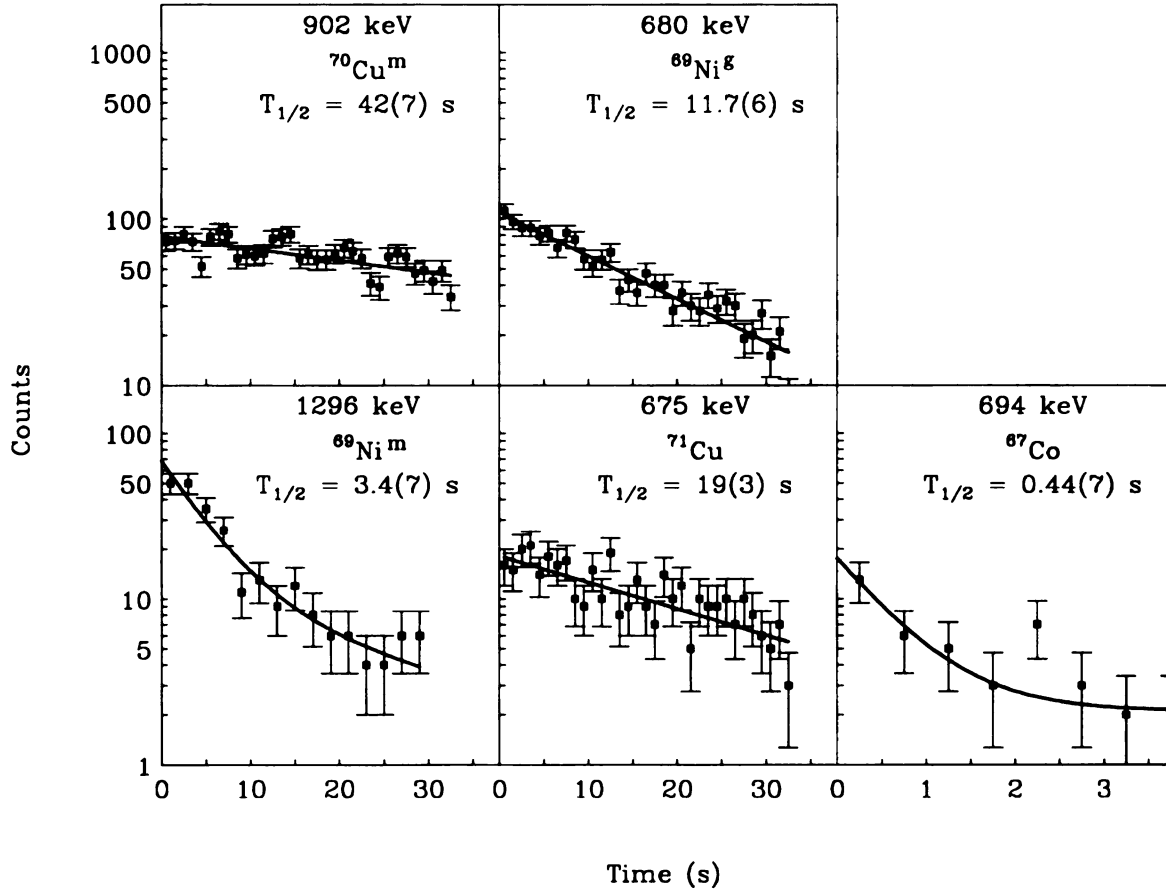 902 keV
⁷⁰Cuᵐ
T₁/₂ = 42(7) s
680 keV
⁶⁹Niᵍ
T₁/₂ = 11.7(6) s
1000
500
100
50
10
Counts
1296 keV
⁶⁹Niᵐ
T₁/₂ = 3.4(7) s
675 keV
⁷¹Cu
T₁/₂ = 19(3) s
694 keV
⁶⁷Co
T₁/₂ = 0.44(7) s
100
50
10
5
1
0 10 20 30 0 10 20 30 0 1 2 3
Time (s)